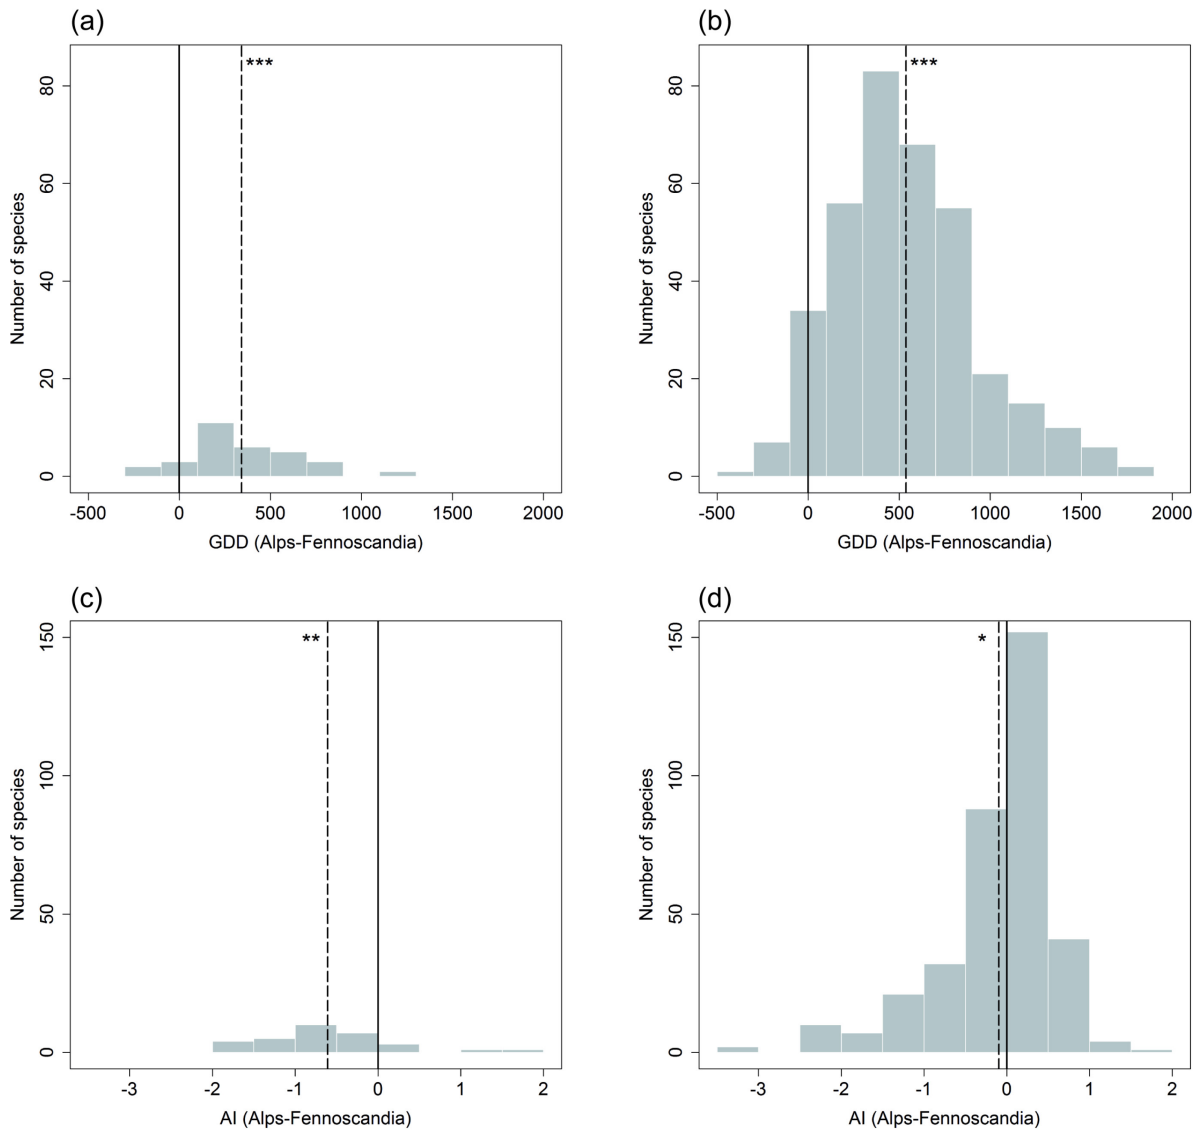 (a)
***
Number of species
80
60
40
20
0
-500 0 500 1000 1500 2000
GDD (Alps-Fennoscandia)
(b)
***
Number of species
80
60
40
20
0
-500 0 500 1000 1500 2000
GDD (Alps-Fennoscandia)
(c)
**
Number of species
150
100
50
0
-3 -2 -1 0 1 2
AI (Alps-Fennoscandia)
(d)
*
Number of species
150
100
50
0
-3 -2 -1 0 1 2
AI (Alps-Fennoscandia)